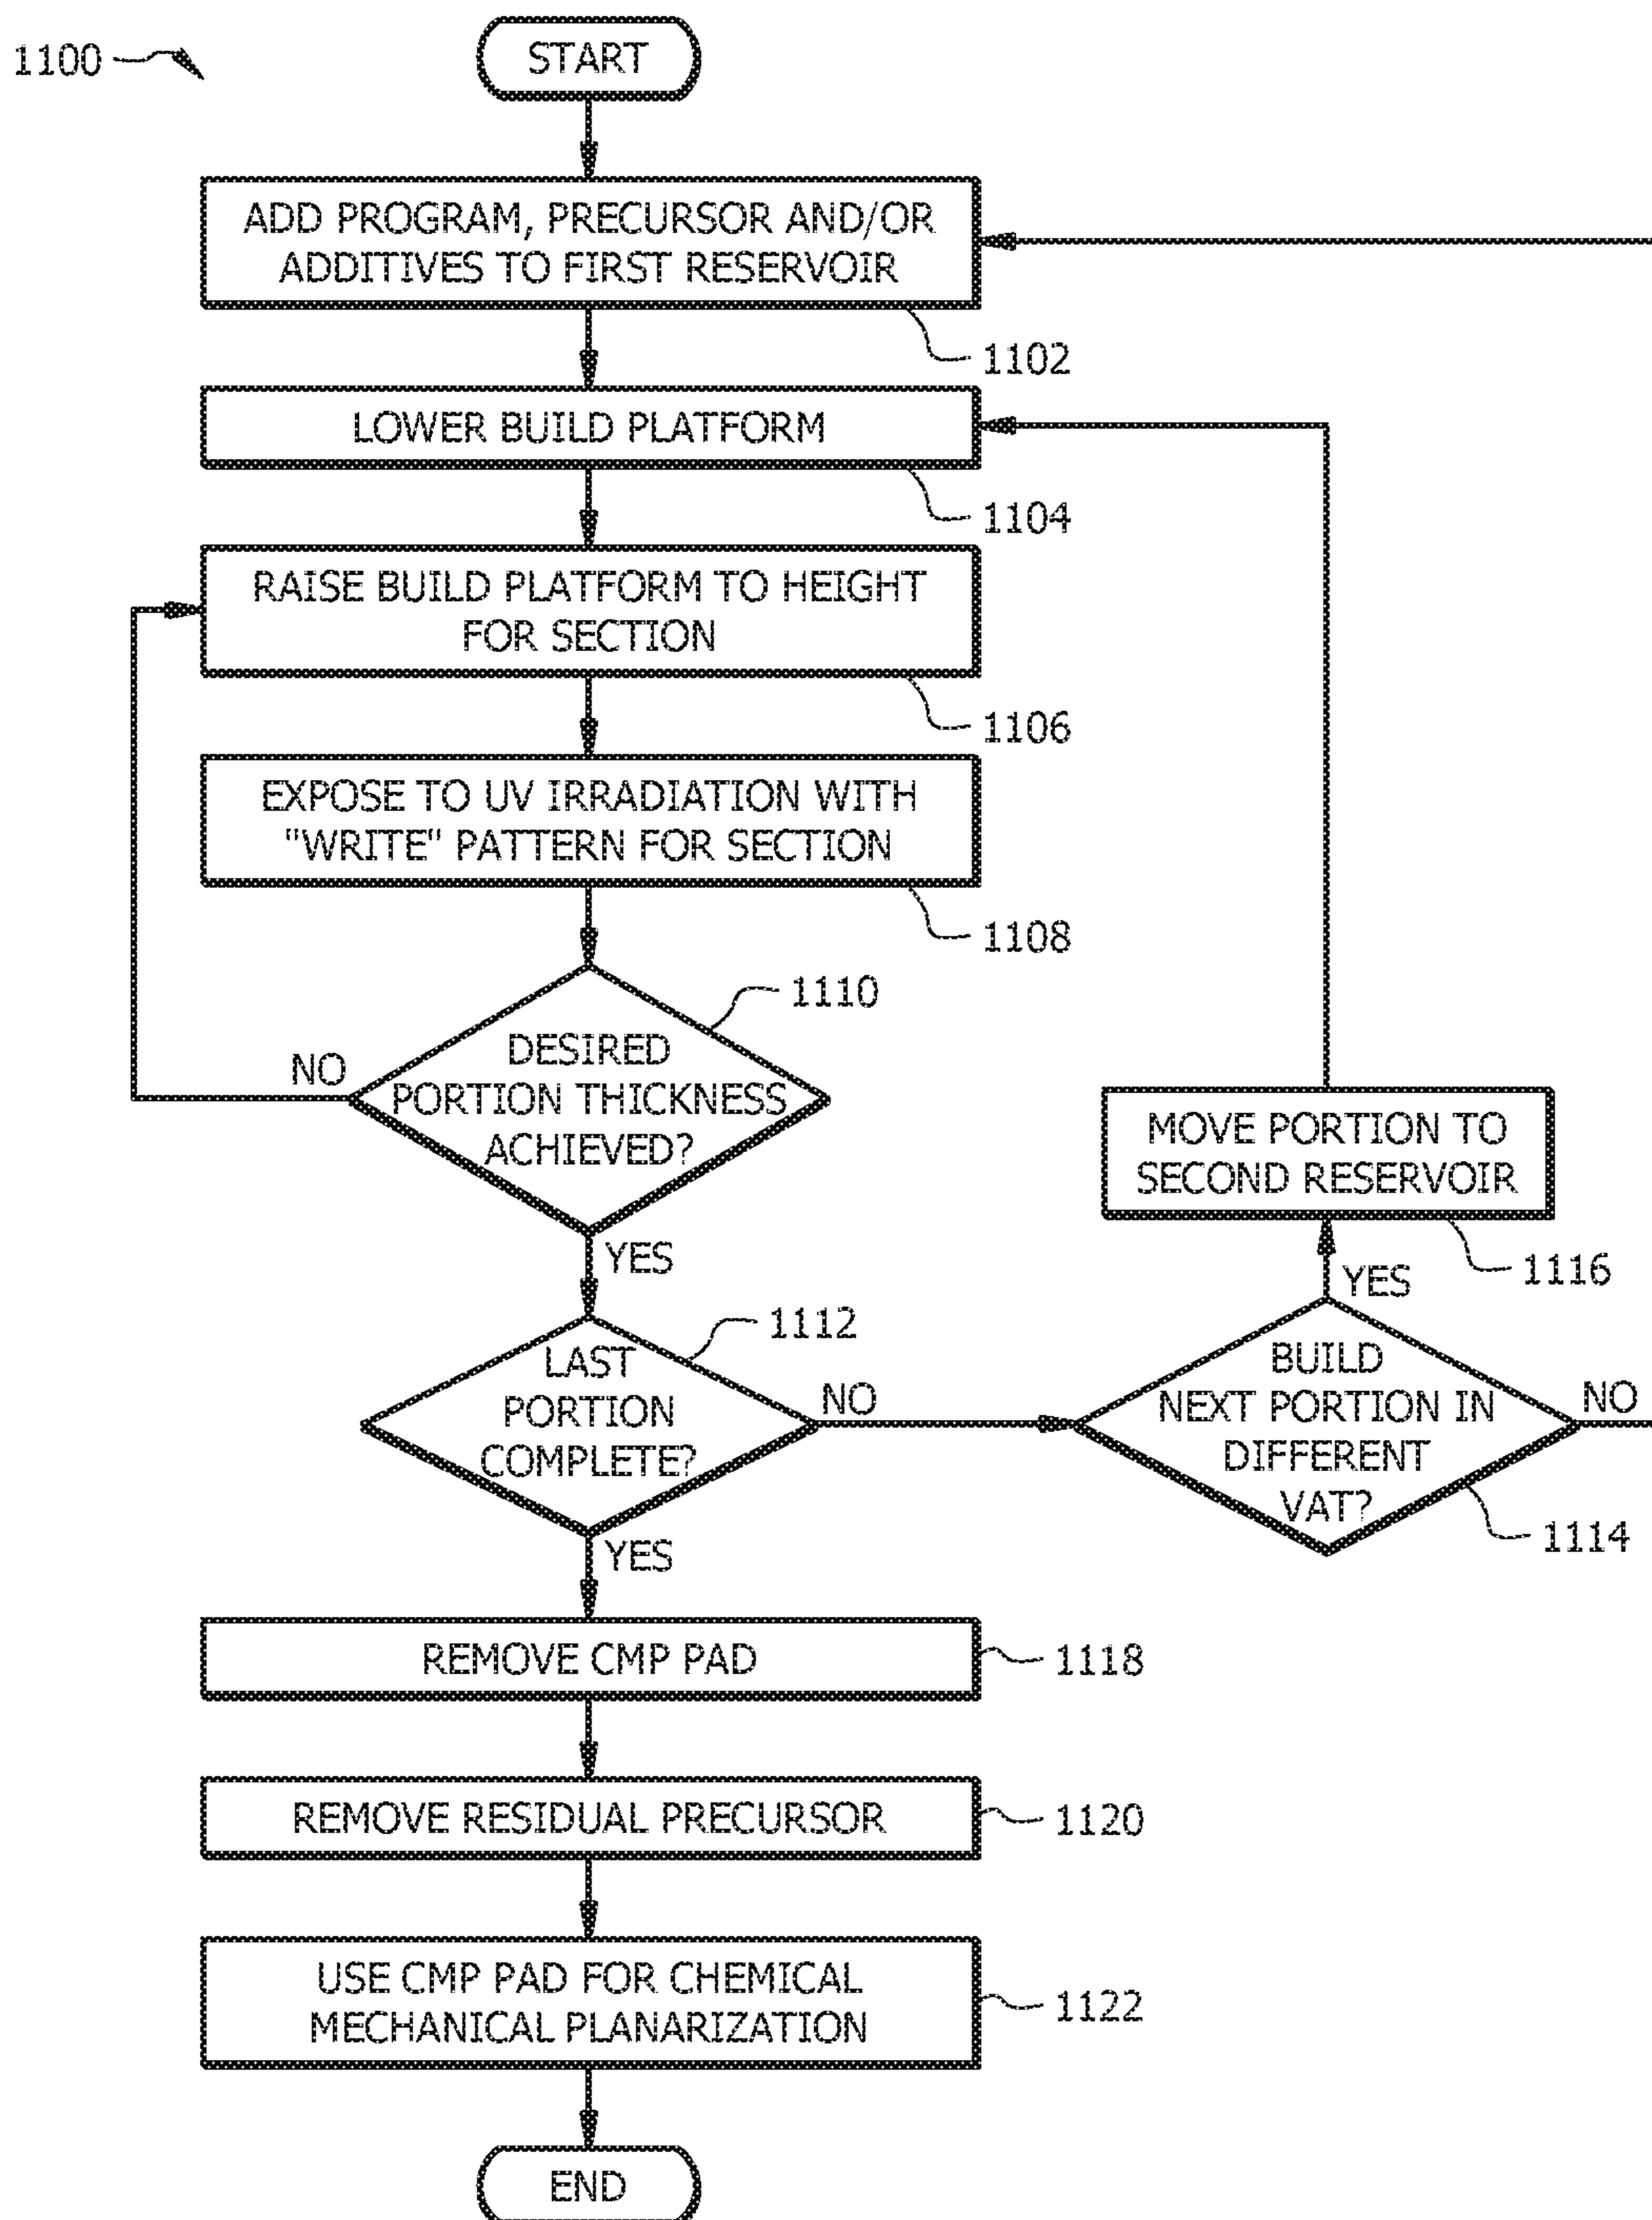 1100
START
ADD PROGRAM, PRECURSOR AND/OR
ADDITIVES TO FIRST RESERVOIR
1102
LOWER BUILD PLATFORM
1104
RAISE BUILD PLATFORM TO HEIGHT
FOR SECTION
1106
EXPOSE TO UV IRRADIATION WITH
"WRITE" PATTERN FOR SECTION
1108
1110
DESIRED
PORTION THICKNESS
ACHIEVED?
NO
YES
MOVE PORTION TO
SECOND RESERVOIR
1116
YES
1112
LAST
PORTION
COMPLETE?
NO
YES
BUILD
NEXT PORTION IN
DIFFERENT
VAT?
NO
1114
REMOVE CMP PAD
1118
REMOVE RESIDUAL PRECURSOR
1120
USE CMP PAD FOR CHEMICAL
MECHANICAL PLANARIZATION
1122
END